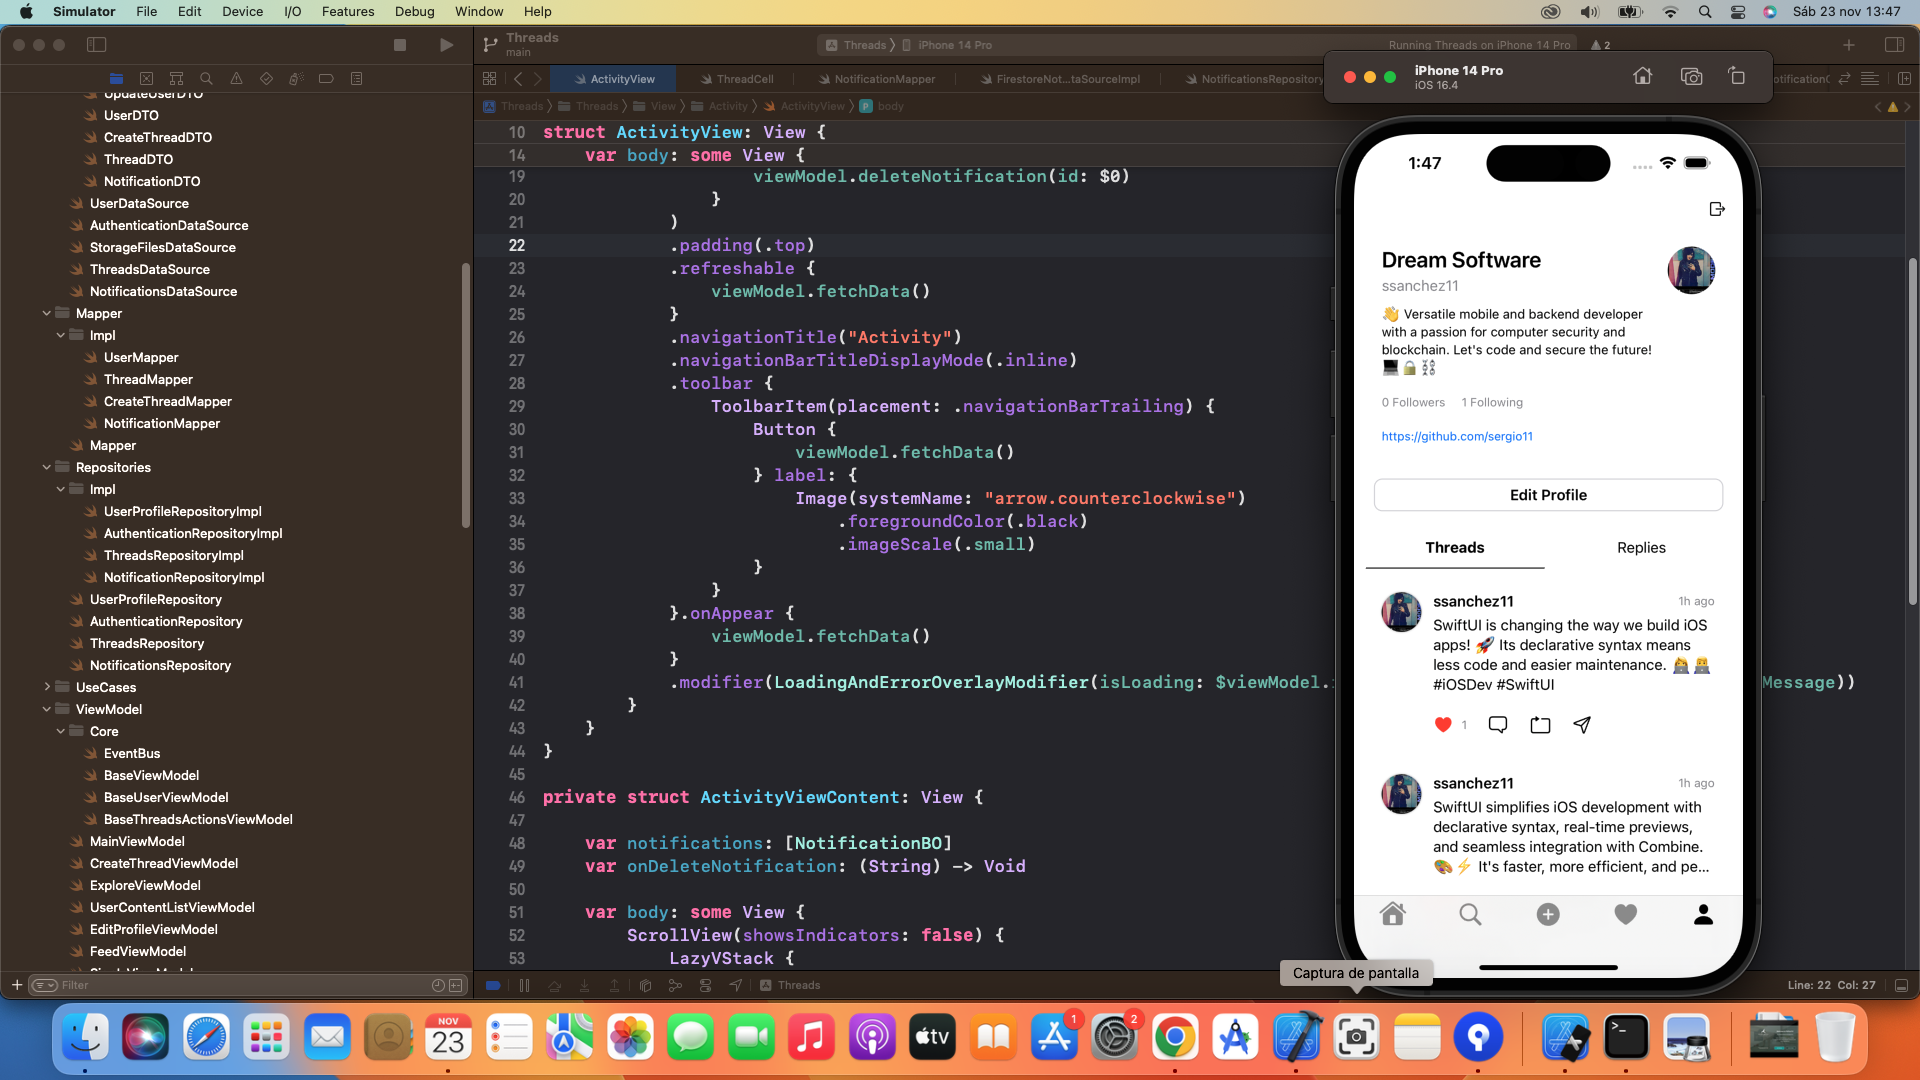 Simulator File Edit Device I/O Features Debug Window Help Sáb 23 nov 13:47
Threads
main
Threads iPhone 14 Pro
Running Threads on iPhone 14 Pro 2
ActivityView ThreadCell NotificationMapper FirestoreNot...taSourceImpl NotificationsRepository
Threads Threads View Activity ActivityView body
UpdateUserDTO
UserDTO
CreateThreadDTO
ThreadDTO
NotificationDTO
UserDataSource
AuthenticationDataSource
StorageFilesDataSource
ThreadsDataSource
NotificationsDataSource
Mapper
Impl
UserMapper
ThreadMapper
CreateThreadMapper
NotificationMapper
Mapper
Repositories
Impl
UserProfileRepositoryImpl
AuthenticationRepositoryImpl
ThreadsRepositoryImpl
NotificationRepositoryImpl
UserProfileRepository
AuthenticationRepository
ThreadsRepository
NotificationsRepository
UseCases
ViewModel
Core
EventBus
BaseViewModel
BaseUserViewModel
BaseThreadsActionsViewModel
MainViewModel
CreateThreadViewModel
ExploreViewModel
UserContentListViewModel
EditProfileViewModel
FeedViewModel
Filter
10 struct ActivityView: View {
14 var body: some View {
19 viewModel.deleteNotification(id: $0)
20 }
21 )
22 .padding(.top)
23 .refreshable {
24 viewModel.fetchData()
25 }
26 .navigationTitle("Activity")
27 .navigationBarTitleDisplayMode(.inline)
28 .toolbar {
29 ToolbarItem(placement: .navigationBarTrailing) {
30 Button {
31 viewModel.fetchData()
32 } label: {
33 Image(systemName: "arrow.counterclockwise")
34 .foregroundColor(.black)
35 .imageScale(.small)
36 }
37 }
38 }.onAppear {
39 viewModel.fetchData()
40 }
41 .modifier(LoadingAndErrorOverlayModifier(isLoading: $viewModel. Message))
42 }
43 }
44 }
45
46 private struct ActivityViewContent: View {
47
48 var notifications: [NotificationBO]
49 var onDeleteNotification: (String) -> Void
50
51 var body: some View {
52 ScrollView(showsIndicators: false) {
53 LazyVStack {
Threads
Line: 22 Col: 27
iPhone 14 Pro
iOS 16.4
1:47
Dream Software
ssanchez11
👋 Versatile mobile and backend developer
with a passion for computer security and
blockchain. Let's code and secure the future!
💻🔒⛓️
0 Followers 1 Following
https://github.com/sergio11
Edit Profile
Threads Replies
ssanchez11 1h ago
SwiftUI is changing the way we build iOS
apps! 🚀 Its declarative syntax means
less code and easier maintenance. 👩‍💻👨‍💻
#iOSDev #SwiftUI
1
ssanchez11 1h ago
SwiftUI simplifies iOS development with
declarative syntax, real-time previews,
and seamless integration with Combine.
🎨⚡ It's faster, more efficient, and pe...
Captura de pantalla
NOV
23
tv
1
2